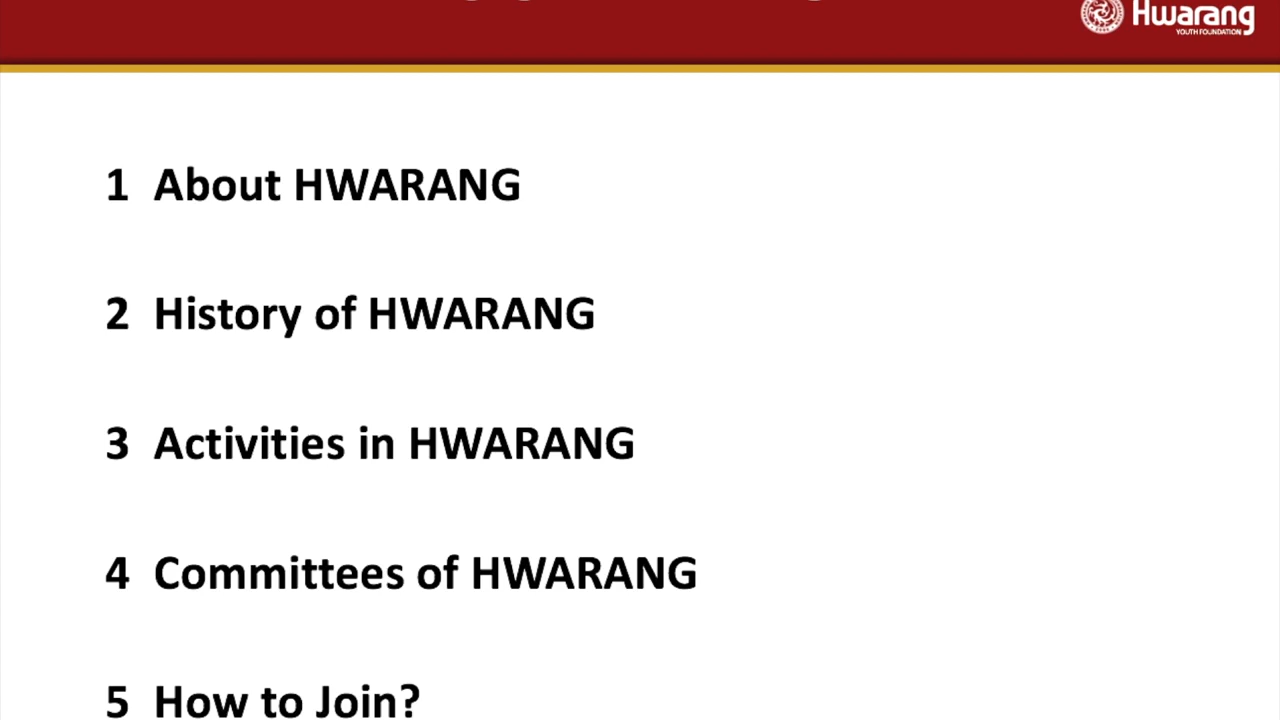 Hwarang
YOUTH FOUNDATION
1 About HWARANG
2 History of HWARANG
3 Activities in HWARANG
4 Committees of HWARANG
5 How to Join?